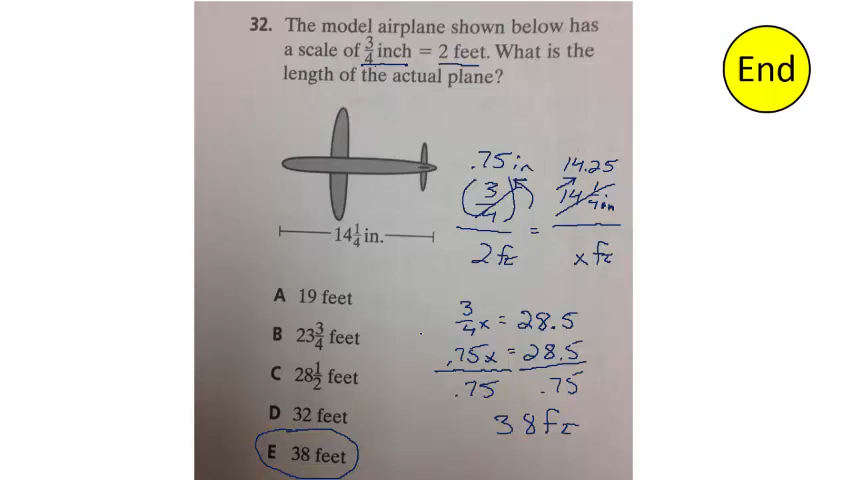 32. The model airplane shown below has
a scale of 3/4 inch = 2 feet. What is the
length of the actual plane?
End
.75 in
14.25
(3/4)
14 1/4 in
=
2 ft
x ft
14 1/4 in.
A 19 feet
B 23 3/4 feet
C 28 1/2 feet
D 32 feet
E 38 feet
3/4 x = 28.5
.75x = 28.5
.75 .75
38 ft